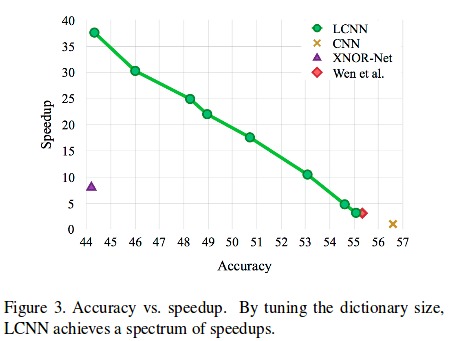 40
35
30
25
20
15
10
5
0
Speedup
LCNN
CNN
XNOR-Net
Wen et al.
44 45 46 47 48 49 50 51 52 53 54 55 56 57
Accuracy
Figure 3. Accuracy vs. speedup. By tuning the dictionary size,
LCNN achieves a spectrum of speedups.